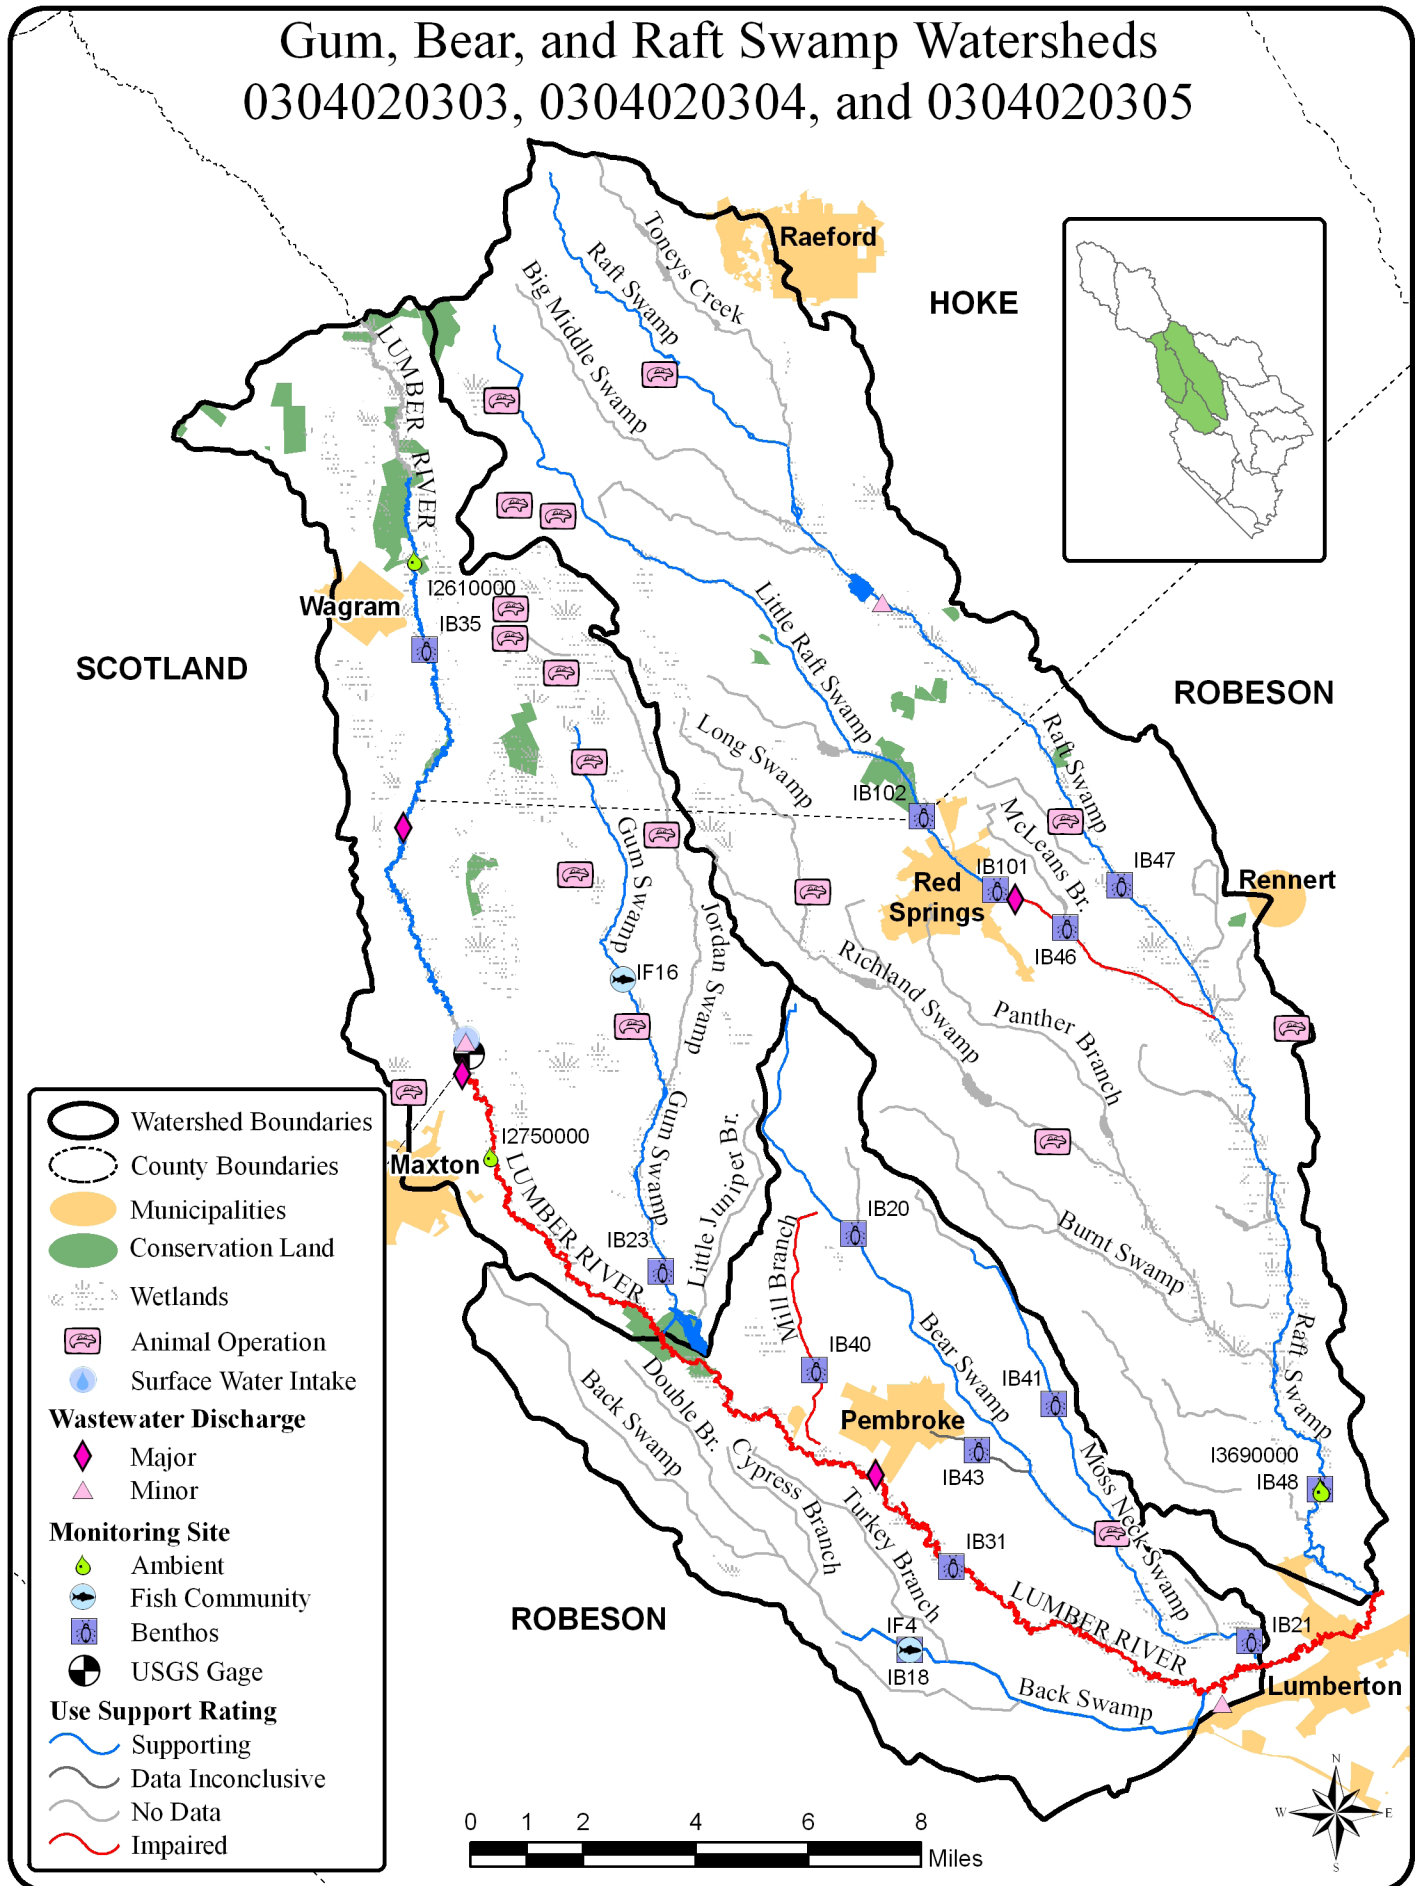 Gum, Bear, and Raft Swamp Watersheds
0304020303, 0304020304, and 0304020305
Raeford
HOKE
Toneys Creek
Raft Swamp
Big Middle Swamp
LUMBER RIVER
I2610000
Wagram
IB35
SCOTLAND
ROBESON
Little Raft Swamp
Long Swamp
Raft Swamp
IB102
McLeans Br.
IB101
IB47
Red
Springs
Rennert
IB46
Gum Swamp
Jordan Swamp
IF16
Richland Swamp
Panther Branch
Gum Swamp
Little Juniper Br.
I2750000
Maxton
LUMBER RIVER
IB23
IB20
Mill Branch
Burnt Swamp
Bear Swamp
Raft Swamp
IB40
IB41
Pembroke
Double Br.
Back Swamp
IB43
Cypress Branch
Turkey Branch
Moss Neck Swamp
I3690000
IB48
IB31
LUMBER RIVER
ROBESON
IF4
IB18
IB21
Back Swamp
Lumberton
Watershed Boundaries
County Boundaries
Municipalities
Conservation Land
Wetlands
Animal Operation
Surface Water Intake
Wastewater Discharge
Major
Minor
Monitoring Site
Ambient
Fish Community
Benthos
USGS Gage
Use Support Rating
Supporting
Data Inconclusive
No Data
Impaired
0 1 2 4 6 8
Miles
N
W E
S